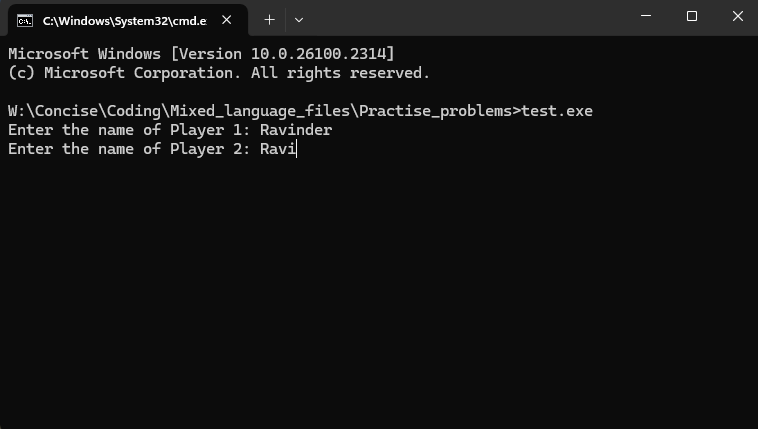 C:\Windows\System32\cmd.e
Microsoft Windows [Version 10.0.26100.2314]
(c) Microsoft Corporation. All rights reserved.
W:\Concise\Coding\Mixed_language_files\Practise_problems>test.exe
Enter the name of Player 1: Ravinder
Enter the name of Player 2: Ravi